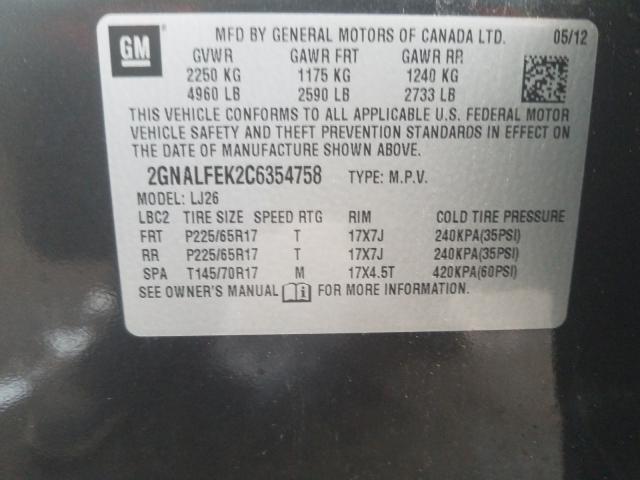 GM
MFD BY GENERAL MOTORS OF CANADA LTD. 05/12
GVWR GAWR FRT GAWR RR
2250 KG 1175 KG 1240 KG
4960 LB 2590 LB 2733 LB
THIS VEHICLE CONFORMS TO ALL APPLICABLE U.S. FEDERAL MOTOR
VEHICLE SAFETY AND THEFT PREVENTION STANDARDS IN EFFECT ON
THE DATE OF MANUFACTURE SHOWN ABOVE.
2GNALFEK2C6354758 TYPE: M.P.V.
MODEL: LJ26
LBC2 TIRE SIZE SPEED RTG RIM COLD TIRE PRESSURE
FRT P225/65R17 T 17X7J 240KPA(35PSI)
RR P225/65R17 T 17X7J 240KPA(35PSI)
SPA T145/70R17 M 17X4.5T 420KPA(60PSI)
SEE OWNER'S MANUAL FOR MORE INFORMATION.